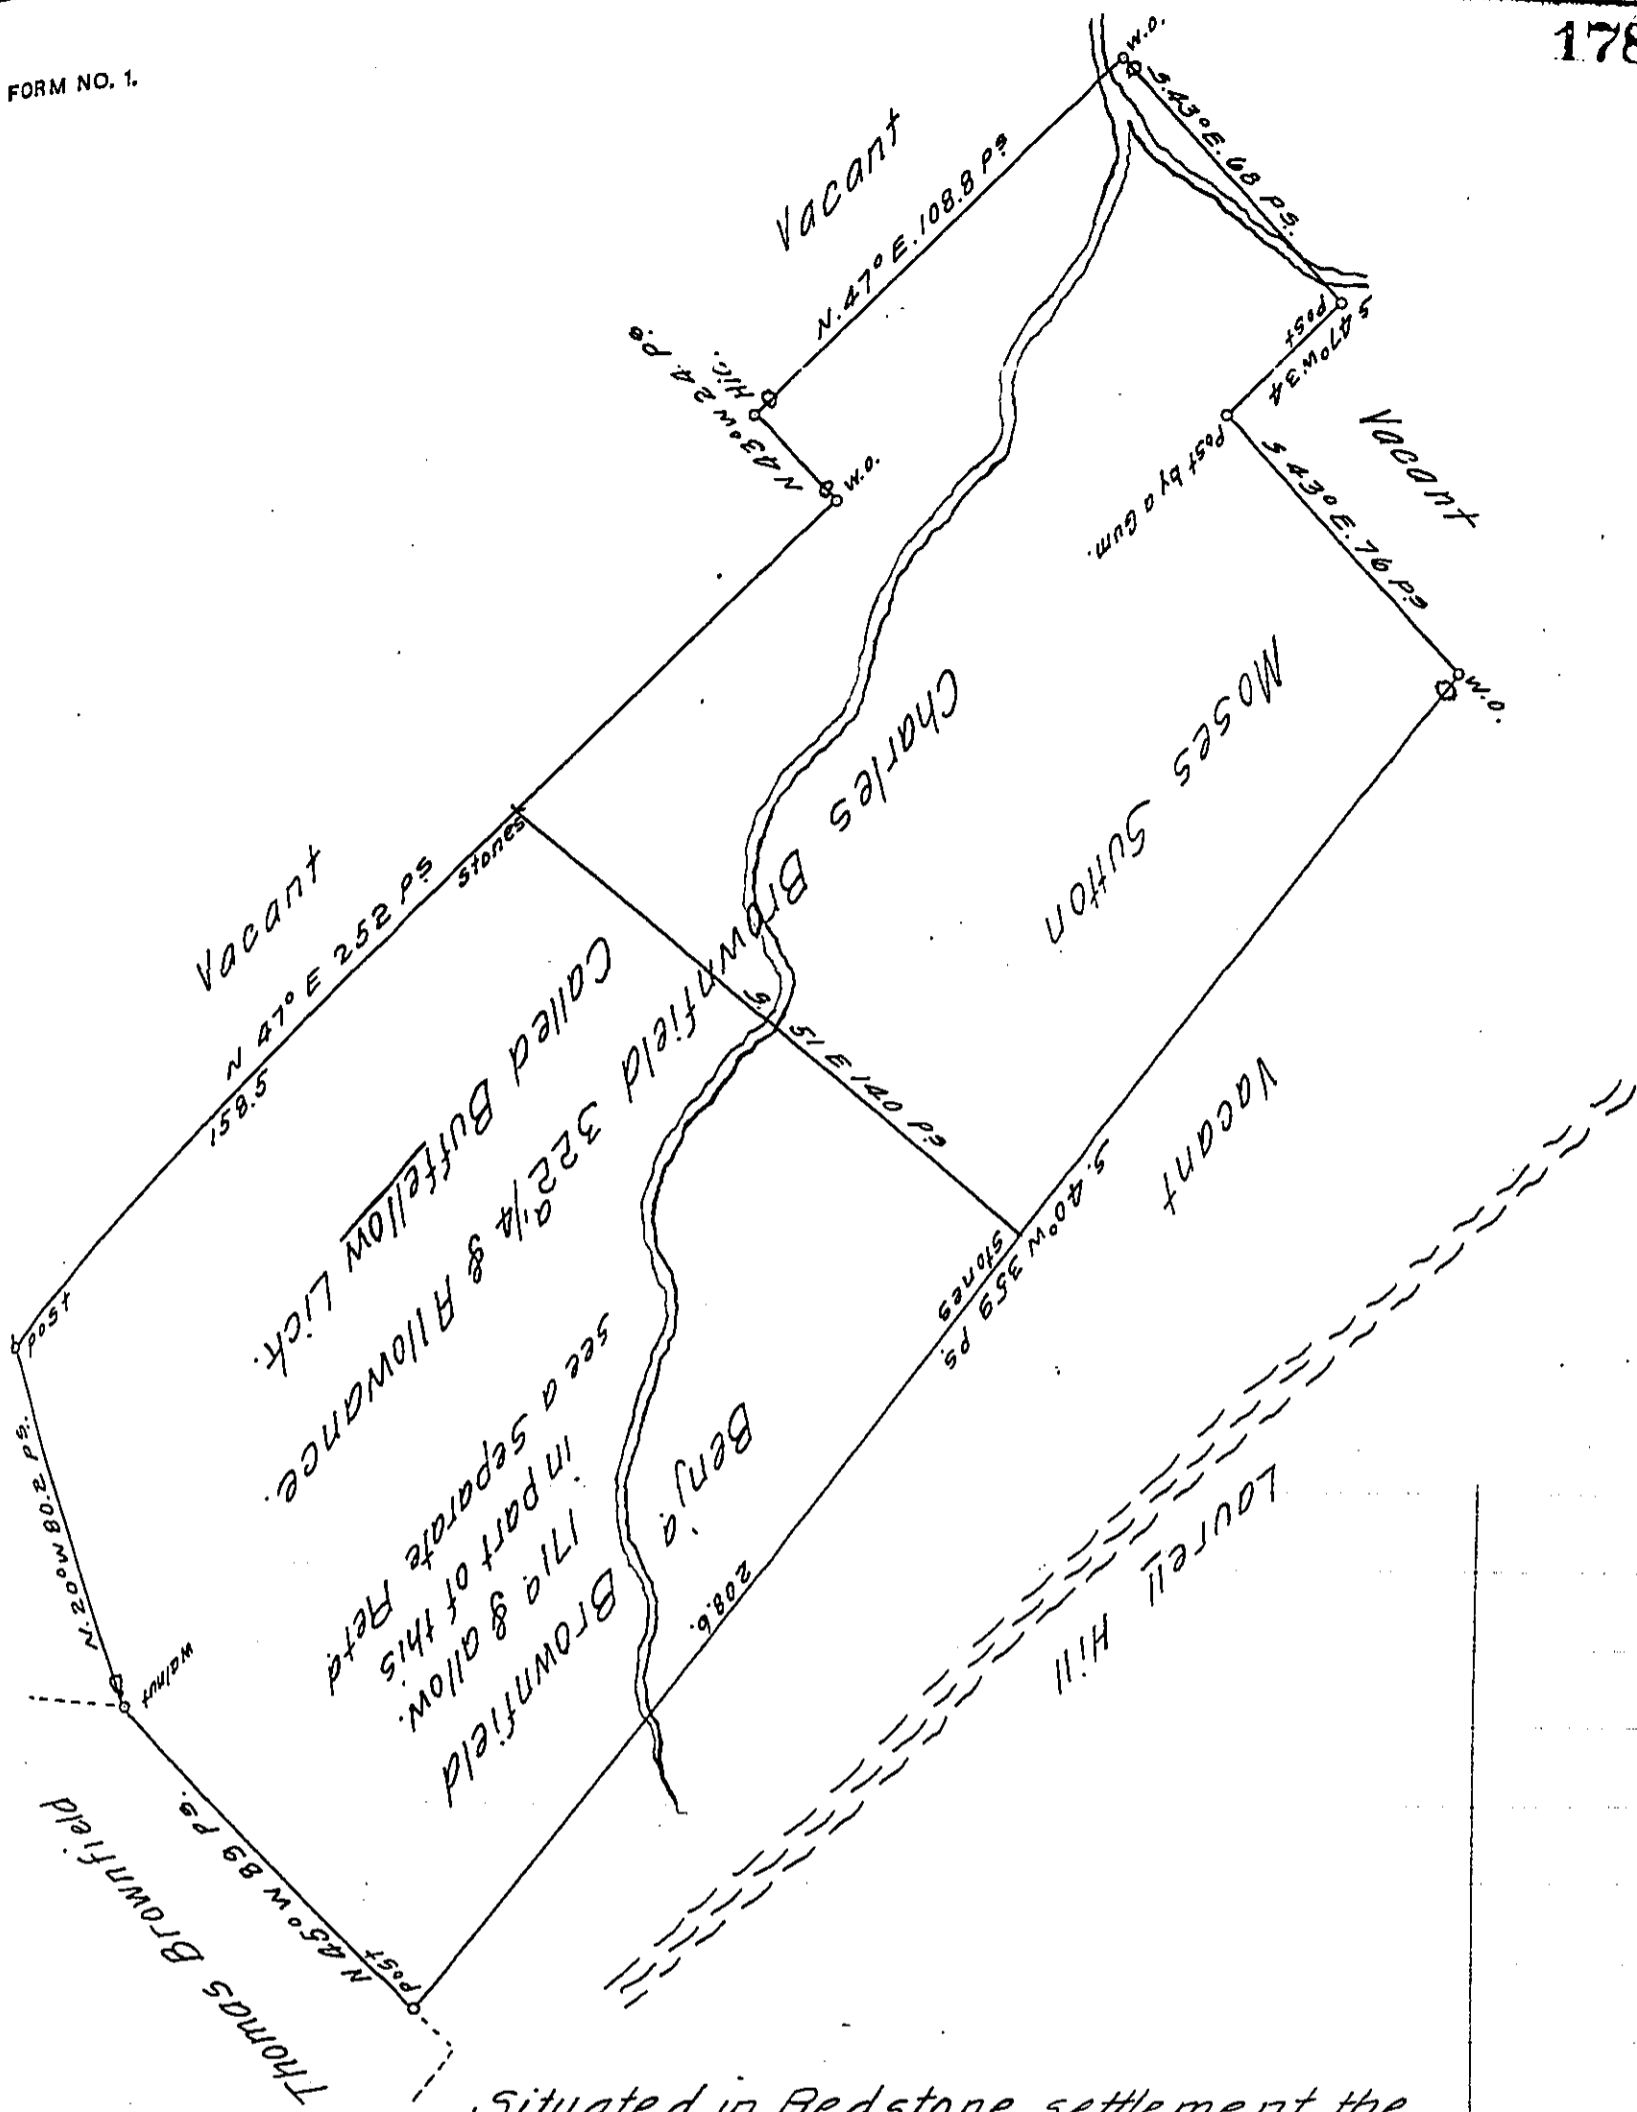 FORM NO. 1.
178
W.O.
S.43°E.68 PS.
Vacant
N.47°E.108.8 PS
Post
S47°W.34
Hic.
N43°W 24 Ps
W.O.
Post by a Gum.
Vacant
S43°E.76 PS
W.O.
Moses Sutton
Charles Brownfield 322 a.1/4 & Allowance.
Called Buffellow Lick.
Stones
Vacant
N 47° E 252 PS
158.5
S. 51 E 140 PS
Vacant
S.40°W 359 PS.
Stones
post
N.20°W 80.2 PS.
walnut
see a separate Retd
in part of this
171 a & allow.
Benj'a Brownfield
208.6.
Laurell Hill
N 45° W 89 PS.
Post
Thomas Brownfield
Situated in Redstone settlement the